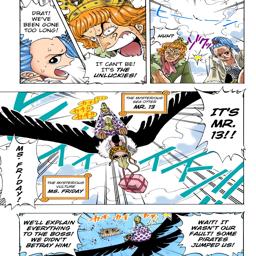 DRAT! WE'VE BEEN GONE TOO LONG!
IT CAN'T BE! IT'S THE UNLUCKIES!
HUH?
IT'S MR. 13!!
THE MYSTERIOUS SEA OTTER
MR. 13
THE MYSTERIOUS VULTURE
MS. FRIDAY
MS. FRIDAY!
WAIT! IT WASN'T OUR FAULT! SOME PIRATES JUMPED US!
WE'LL EXPLAIN EVERYTHING TO THE BOSS! WE DIDN'T BETRAY HIM!